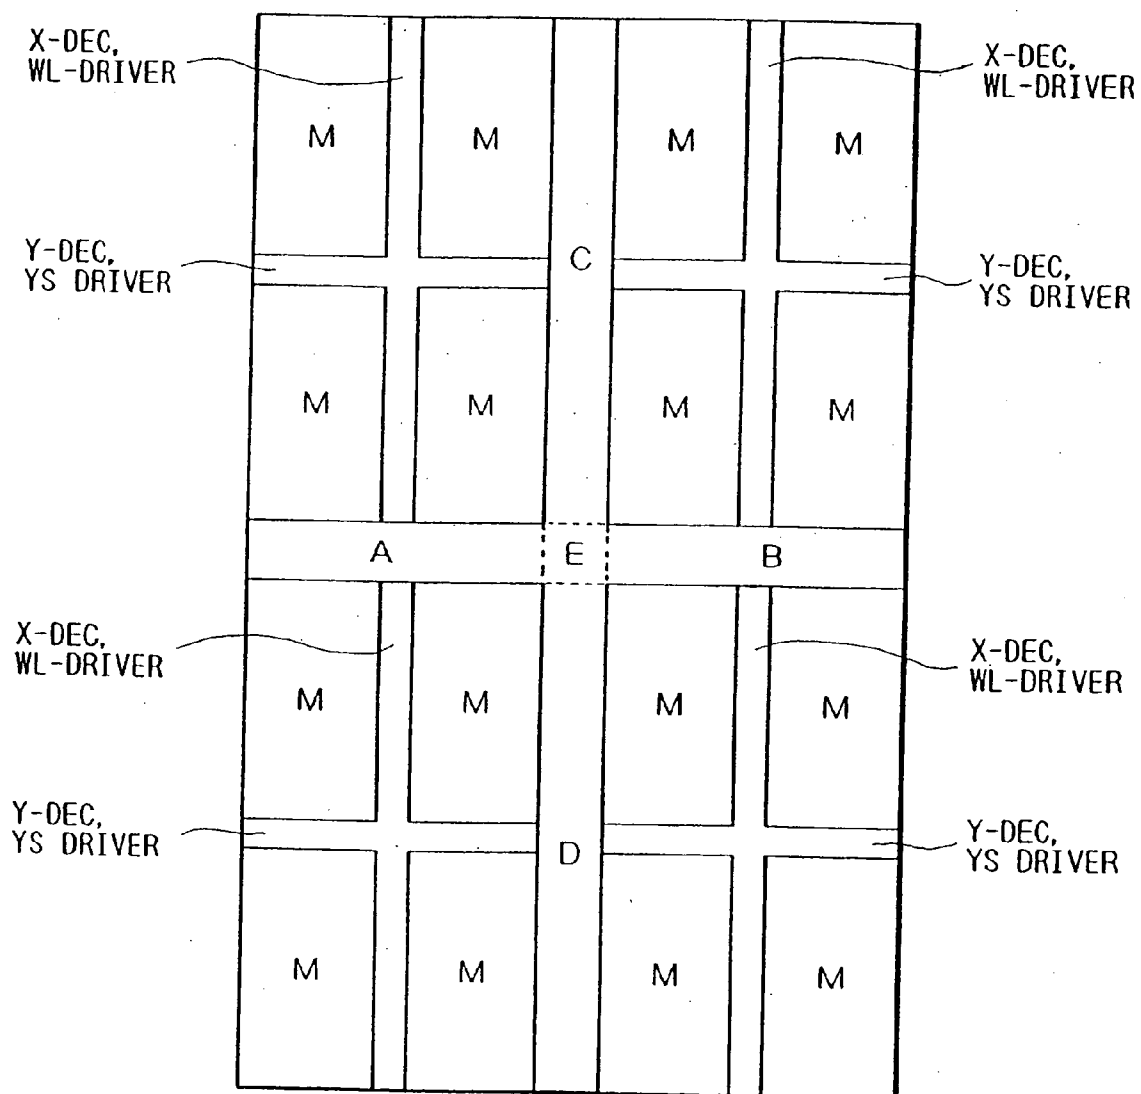 X-DEC,
WL-DRIVER
X-DEC,
WL-DRIVER
M M M M
Y-DEC,
YS DRIVER
C
Y-DEC,
YS DRIVER
M M M M
A E B
X-DEC,
WL-DRIVER
X-DEC,
WL-DRIVER
M M M M
Y-DEC,
YS DRIVER
D
Y-DEC,
YS DRIVER
M M M M